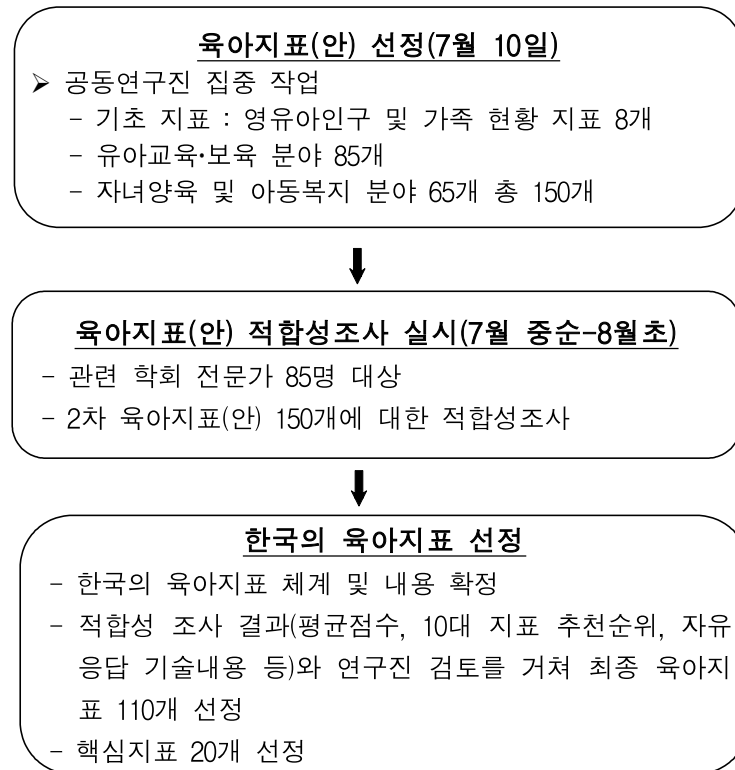 육아지표(안) 선정(7월 10일)
➢ 공동연구진 집중 작업
- 기초 지표 : 영유아인구 및 가족 현황 지표 8개
- 유아교육•보육 분야 85개
- 자녀양육 및 아동복지 분야 65개 총 150개
육아지표(안) 적합성조사 실시(7월 중순-8월초)
- 관련 학회 전문가 85명 대상
- 2차 육아지표(안) 150개에 대한 적합성조사
한국의 육아지표 선정
- 한국의 육아지표 체계 및 내용 확정
- 적합성 조사 결과(평균점수, 10대 지표 추천순위, 자유
응답 기술내용 등)와 연구진 검토를 거쳐 최종 육아지
표 110개 선정
- 핵심지표 20개 선정